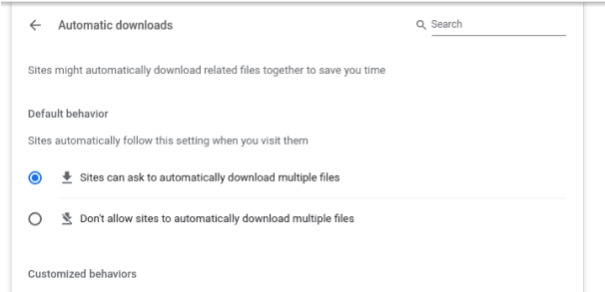 Automatic downloads
Search
Sites might automatically download related files together to save you time
Default behavior
Sites automatically follow this setting when you visit them
Sites can ask to automatically download multiple files
Don't allow sites to automatically download multiple files
Customized behaviors